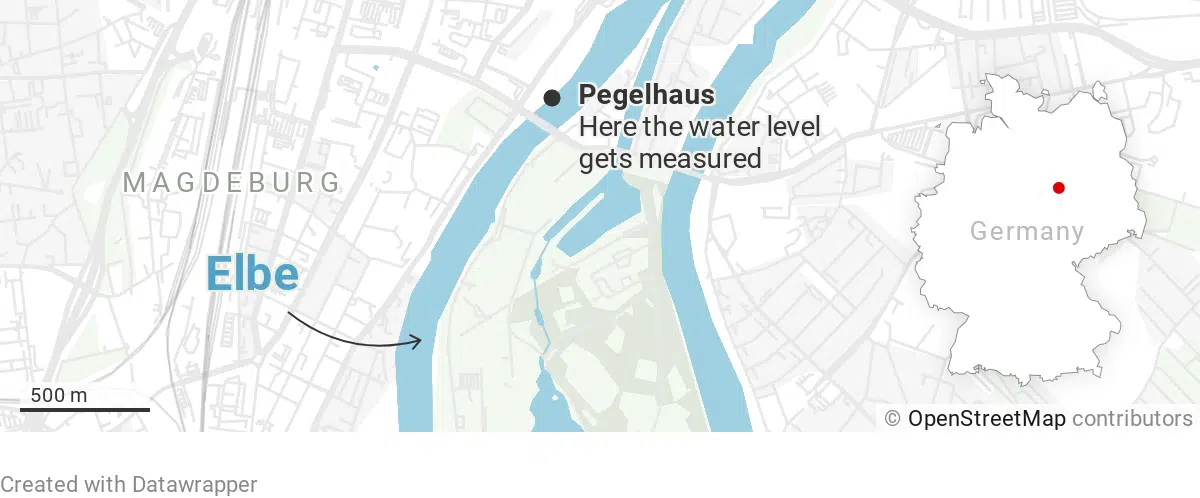 Pegelhaus
Here the water level
gets measured
MAGDEBURG
Elbe
Germany
500 m
© OpenStreetMap contributors
Created with Datawrapper